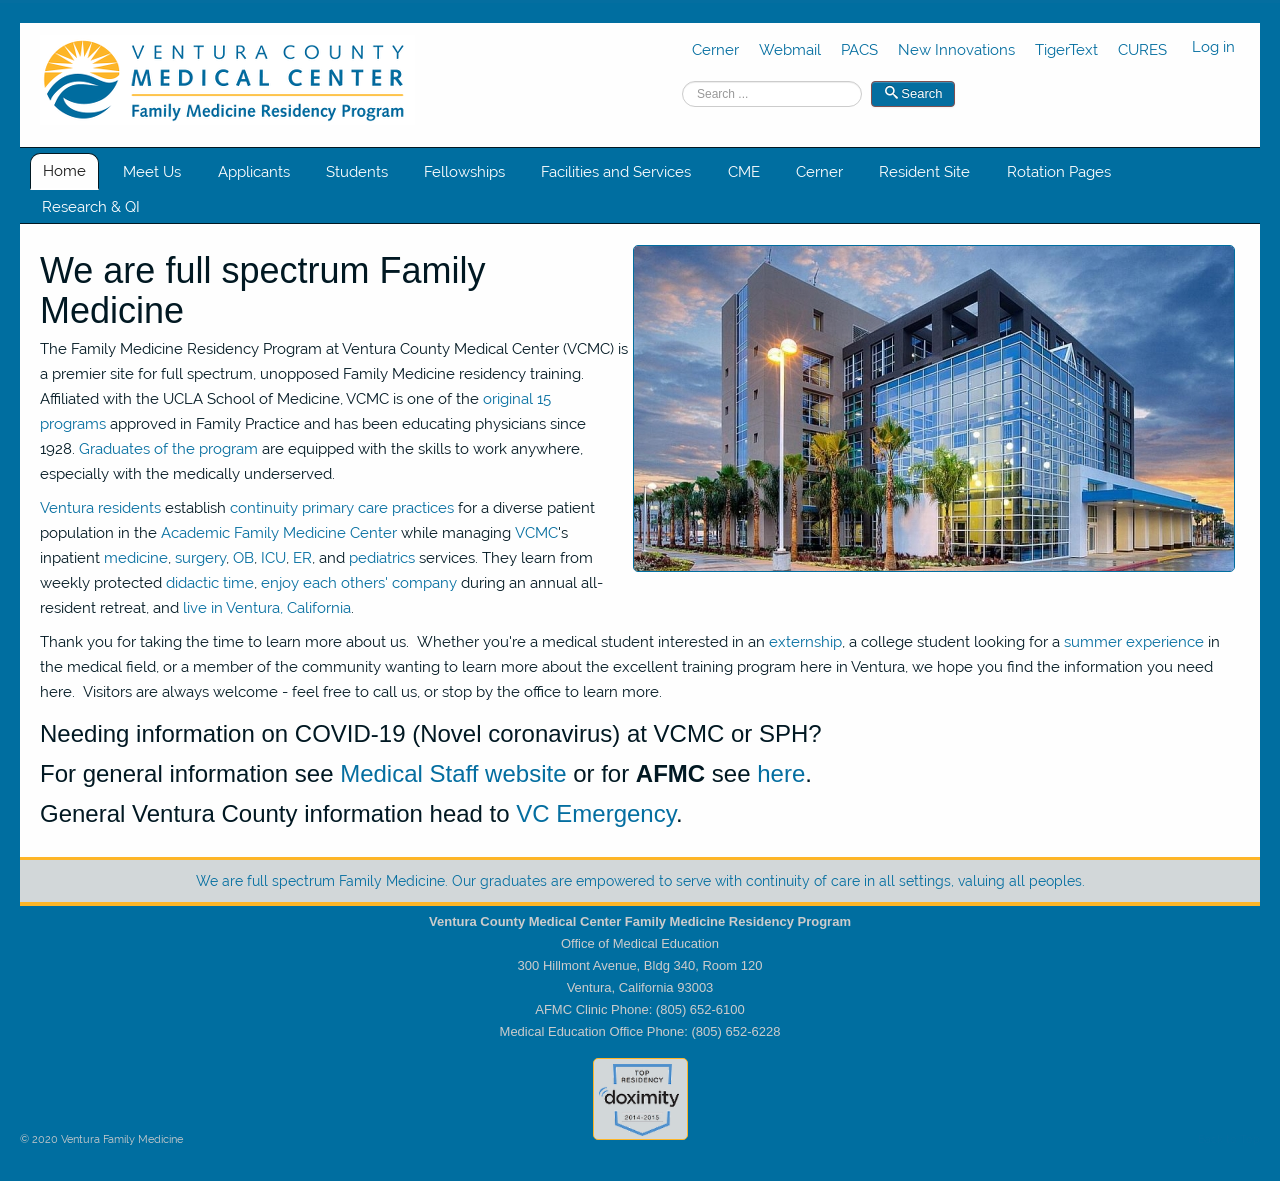 VENTURA COUNTY
MEDICAL CENTER
Family Medicine Residency Program
Cerner Webmail PACS New Innovations TigerText CURES Log in
Search ... Search
Home Meet Us Applicants Students Fellowships Facilities and Services CME Cerner Resident Site Rotation Pages
Research & QI
We are full spectrum Family
Medicine
The Family Medicine Residency Program at Ventura County Medical Center (VCMC) is
a premier site for full spectrum, unopposed Family Medicine residency training.
Affiliated with the UCLA School of Medicine, VCMC is one of the original 15
programs approved in Family Practice and has been educating physicians since
1928. Graduates of the program are equipped with the skills to work anywhere,
especially with the medically underserved.
Ventura residents establish continuity primary care practices for a diverse patient
population in the Academic Family Medicine Center while managing VCMC's
inpatient medicine, surgery, OB, ICU, ER, and pediatrics services. They learn from
weekly protected didactic time, enjoy each others' company during an annual all-
resident retreat, and live in Ventura, California.
Thank you for taking the time to learn more about us.  Whether you're a medical student interested in an externship, a college student looking for a summer experience in
the medical field, or a member of the community wanting to learn more about the excellent training program here in Ventura, we hope you find the information you need
here.  Visitors are always welcome - feel free to call us, or stop by the office to learn more.
Needing information on COVID-19 (Novel coronavirus) at VCMC or SPH?
For general information see Medical Staff website or for AFMC see here.
General Ventura County information head to VC Emergency.
We are full spectrum Family Medicine. Our graduates are empowered to serve with continuity of care in all settings, valuing all peoples.
Ventura County Medical Center Family Medicine Residency Program
Office of Medical Education
300 Hillmont Avenue, Bldg 340, Room 120
Ventura, California 93003
AFMC Clinic Phone: (805) 652-6100
Medical Education Office Phone: (805) 652-6228
TOP
RESIDENCY
doximity
2014-2015
© 2020 Ventura Family Medicine